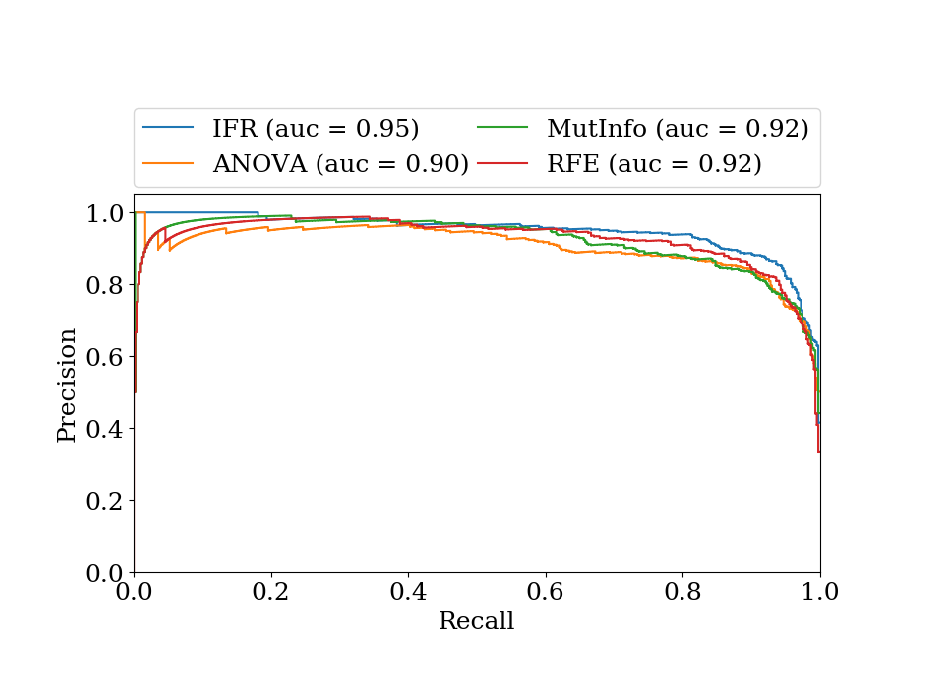 IFR (auc = 0.95)
ANOVA (auc = 0.90)
MutInfo (auc = 0.92)
RFE (auc = 0.92)
1.0
0.8
0.6
0.4
0.2
0.0
Precision
0.0 0.2 0.4 0.6 0.8 1.0
Recall